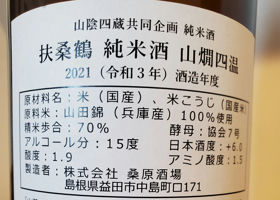 山陰四蔵共同企画 純米酒
扶桑鶴 純米酒 山燗四温
2021（令和3年）酒造年度
原材料名：米（国産）、米こうじ（国産米）
原料米：山田錦（兵庫産）100％使用
精米歩合：70％ 酵母：協会7号
アルコール分：15度 日本酒度：+6.0
酸度：1.9 アミノ酸：1.5
製造者：株式会社 桑原酒場
島根県益田市中島町ロ171